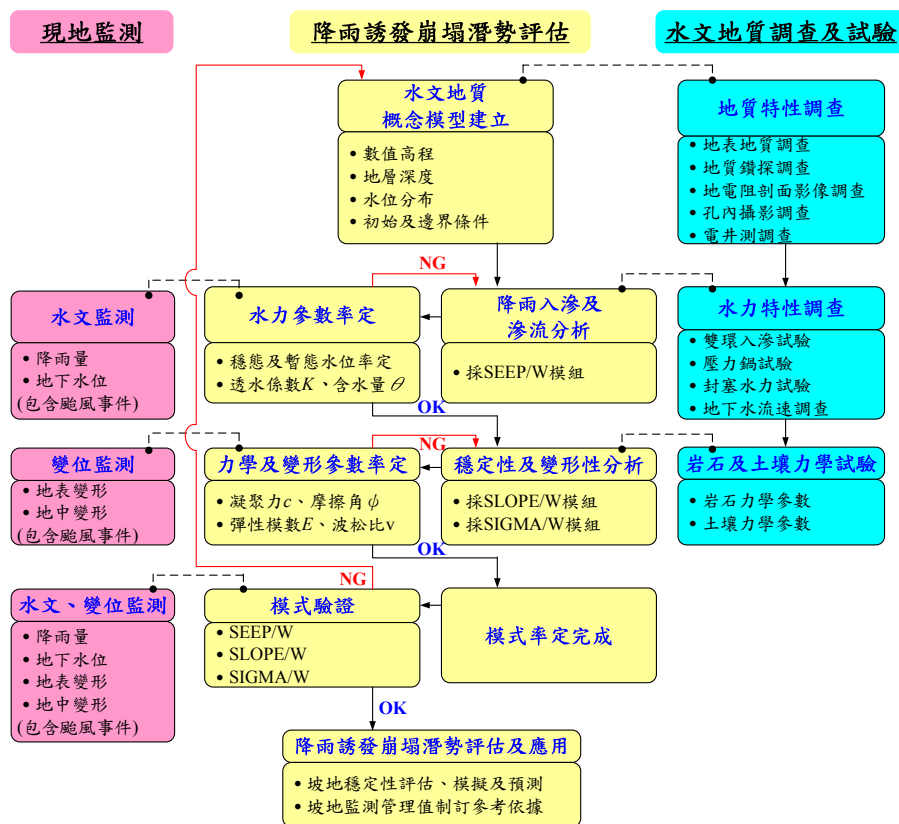 現地監測
降雨誘發崩塌潛勢評估
水文地質調查及試驗
水文地質
概念模型建立
• 數值高程
• 地層深度
• 水位分布
• 初始及邊界條件
地質特性調查
• 地表地質調查
• 地質鑽探調查
• 地電阻剖面影像調查
• 孔內攝影調查
• 電井測調查
NG
水文監測
• 降雨量
• 地下水位
(包含颱風事件)
水力參數率定
• 穩態及暫態水位率定
• 透水係數K、含水量θ
降雨入滲及
滲流分析
• 採SEEP/W模組
水力特性調查
• 雙環入滲試驗
• 壓力鍋試驗
• 封塞水力試驗
• 地下水流速調查
OK
NG
變位監測
• 地表變形
• 地中變形
(包含颱風事件)
力學及變形參數率定
• 凝聚力c、摩擦角ψ
• 彈性模數E、波松比v
穩定性及變形性分析
• 採SLOPE/W模組
• 採SIGMA/W模組
岩石及土壤力學試驗
• 岩石力學參數
• 土壤力學參數
OK
NG
水文、變位監測
• 降雨量
• 地下水位
• 地表變形
• 地中變形
(包含颱風事件)
模式驗證
• SEEP/W
• SLOPE/W
• SIGMA/W
模式率定完成
OK
降雨誘發崩塌潛勢評估及應用
• 坡地穩定性評估、模擬及預測
• 坡地監測管理值制訂參考依據